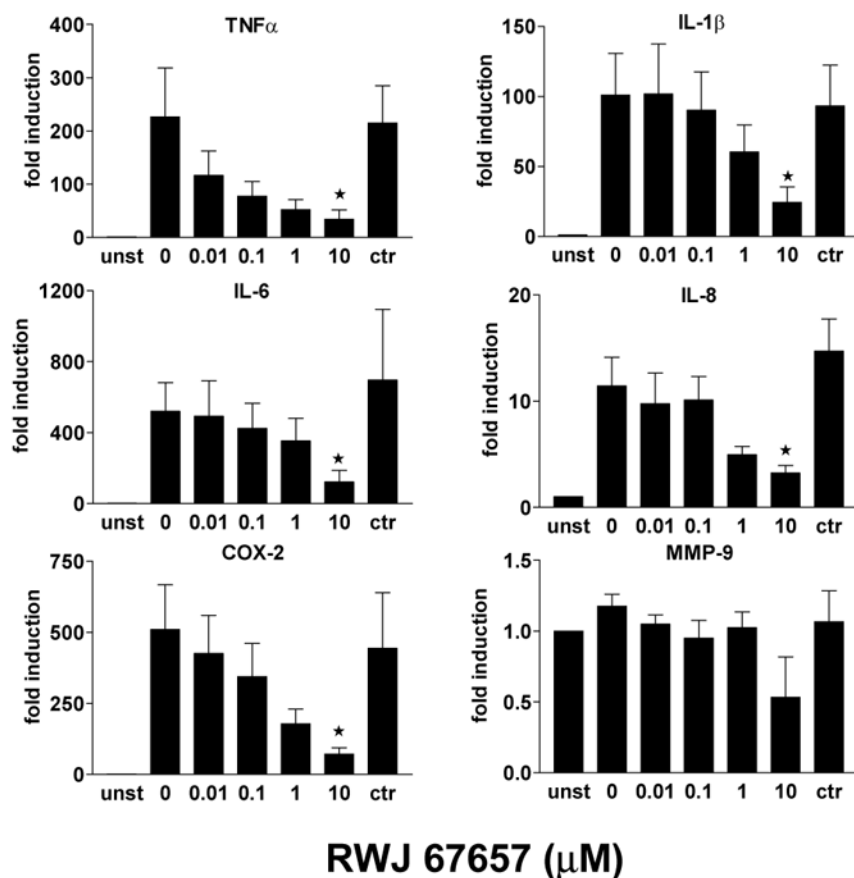 TNFα
fold induction
400
300
200
100
0
★
unst 0 0.01 0.1 1 10 ctr
IL-1β
fold induction
150
100
50
0
★
unst 0 0.01 0.1 1 10 ctr
IL-6
fold induction
1200
800
400
0
★
unst 0 0.01 0.1 1 10 ctr
IL-8
fold induction
20
10
0
★
unst 0 0.01 0.1 1 10 ctr
COX-2
fold induction
750
500
250
0
★
unst 0 0.01 0.1 1 10 ctr
MMP-9
fold induction
1.5
1.0
0.5
0.0
unst 0 0.01 0.1 1 10 ctr
RWJ 67657 (μM)